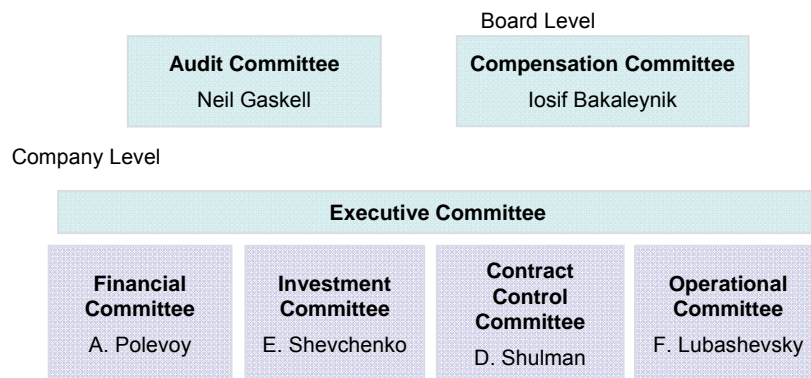 Board Level
Audit Committee
Neil Gaskell
Compensation Committee
Iosif Bakaleynik
Company Level
Executive Committee
Financial
Committee
A. Polevoy
Investment
Committee
E. Shevchenko
Contract
Control
Committee
D. Shulman
Operational
Committee
F. Lubashevsky